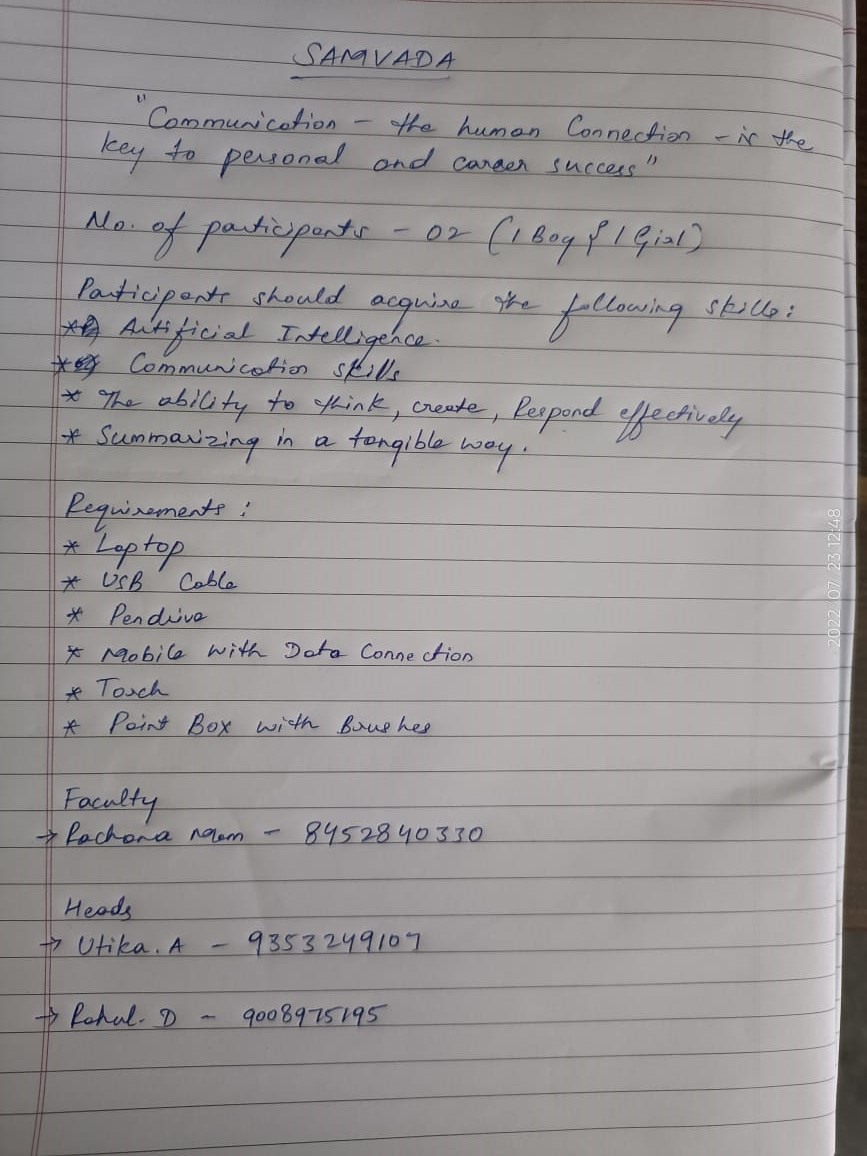 SAMVADA
"Communication - the human Connection - is the
key to personal and career success"
No. of participants - 02 (1 Boy & 1 Girl)
Participants should acquire the following skills:
* Artificial Intelligence.
* Communication skills
* The ability to think, create, Respond effectively
* Summarizing in a tangible way.
Requirements:
* Laptop
* USB Cable
* Pendrive
* Mobile with Data Connection
* Torch
* Paint Box with Brushes
Faculty
→ Rachana mam - 8452840330
Heads
→ Utika. A - 9353249107
→ Rahul. D - 9008975195
2022.07.23 12:48